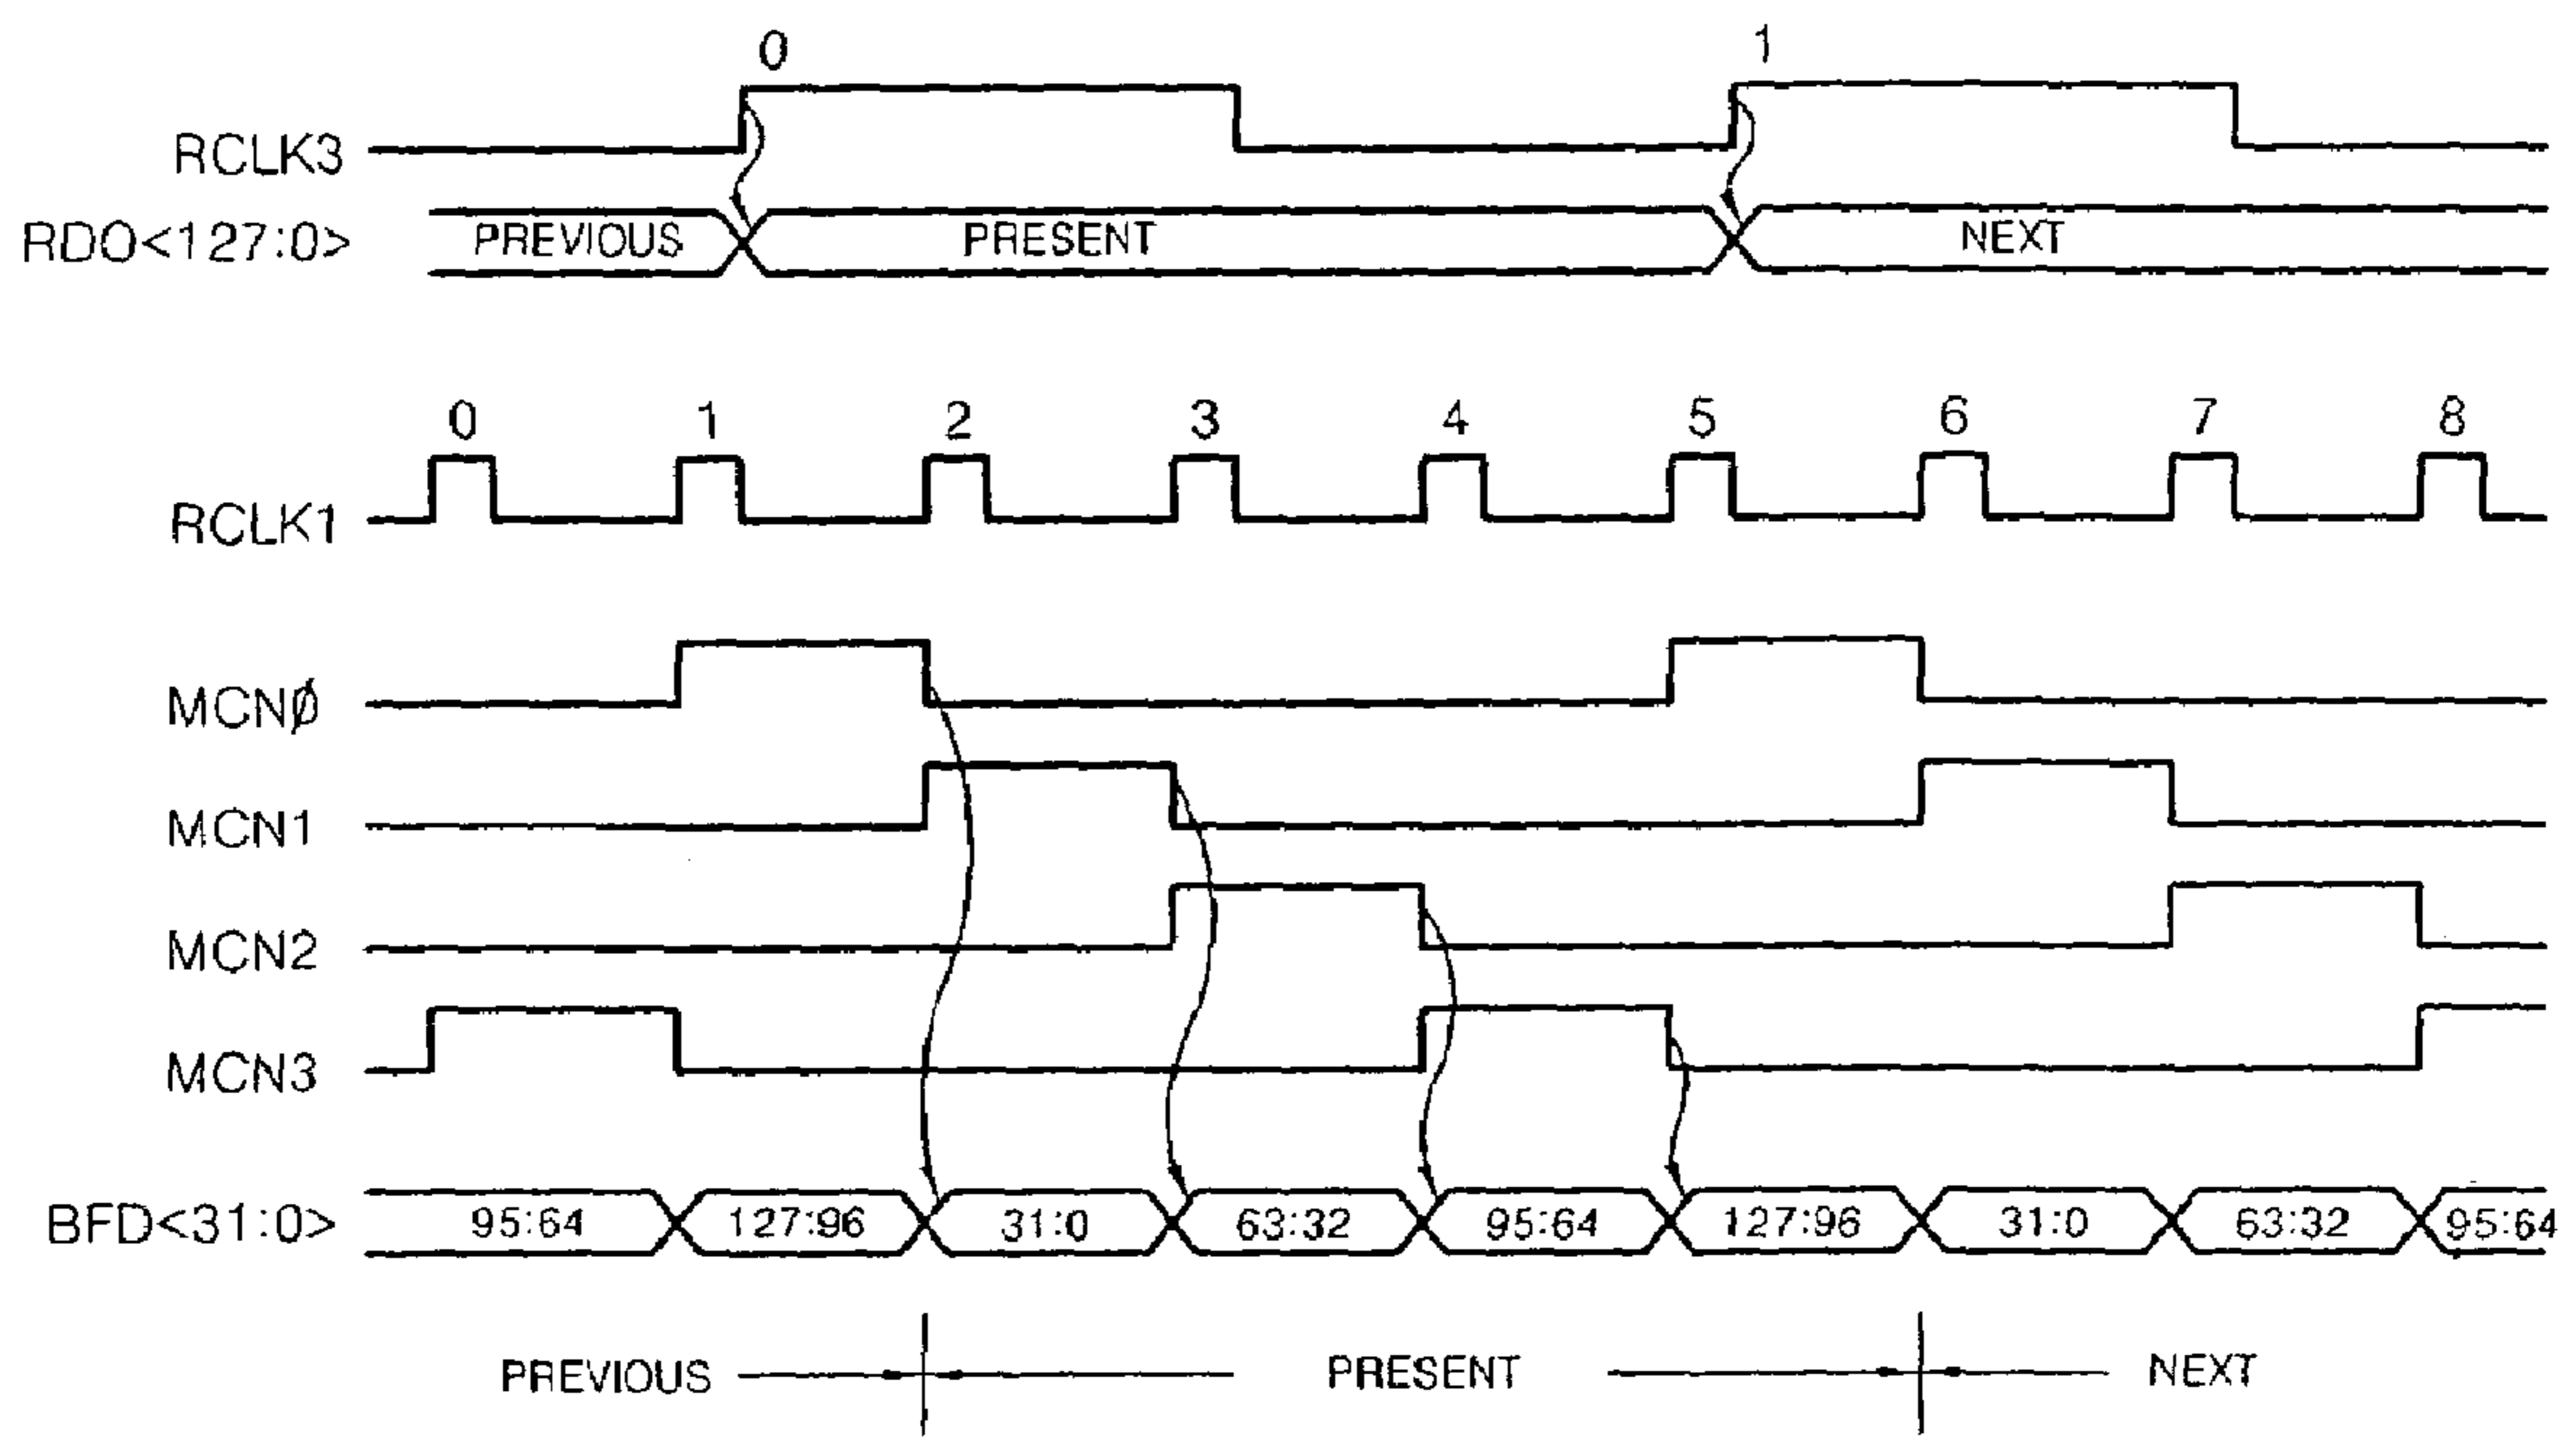 0 1
RCLK3
RDO<127:0> PREVIOUS PRESENT NEXT
0 1 2 3 4 5 6 7 8
RCLK1
MCNØ
MCN1
MCN2
MCN3
BFD<31:0> 95:64 127:96 31:0 63:32 95:64 127:96 31:0 63:32 95:64
PREVIOUS PRESENT NEXT